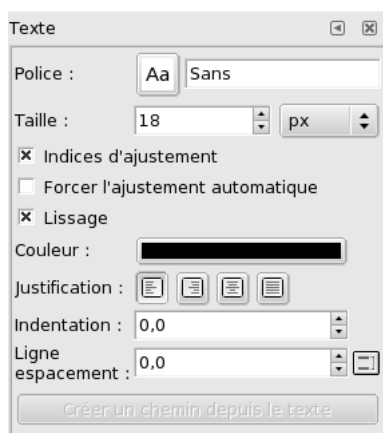 Texte
Police : Aa Sans
Taille : 18 px
Indices d'ajustement
Forcer l'ajustement automatique
Lissage
Couleur :
Justification :
Indentation : 0,0
Ligne
espacement : 0,0
Créer un chemin depuis le texte